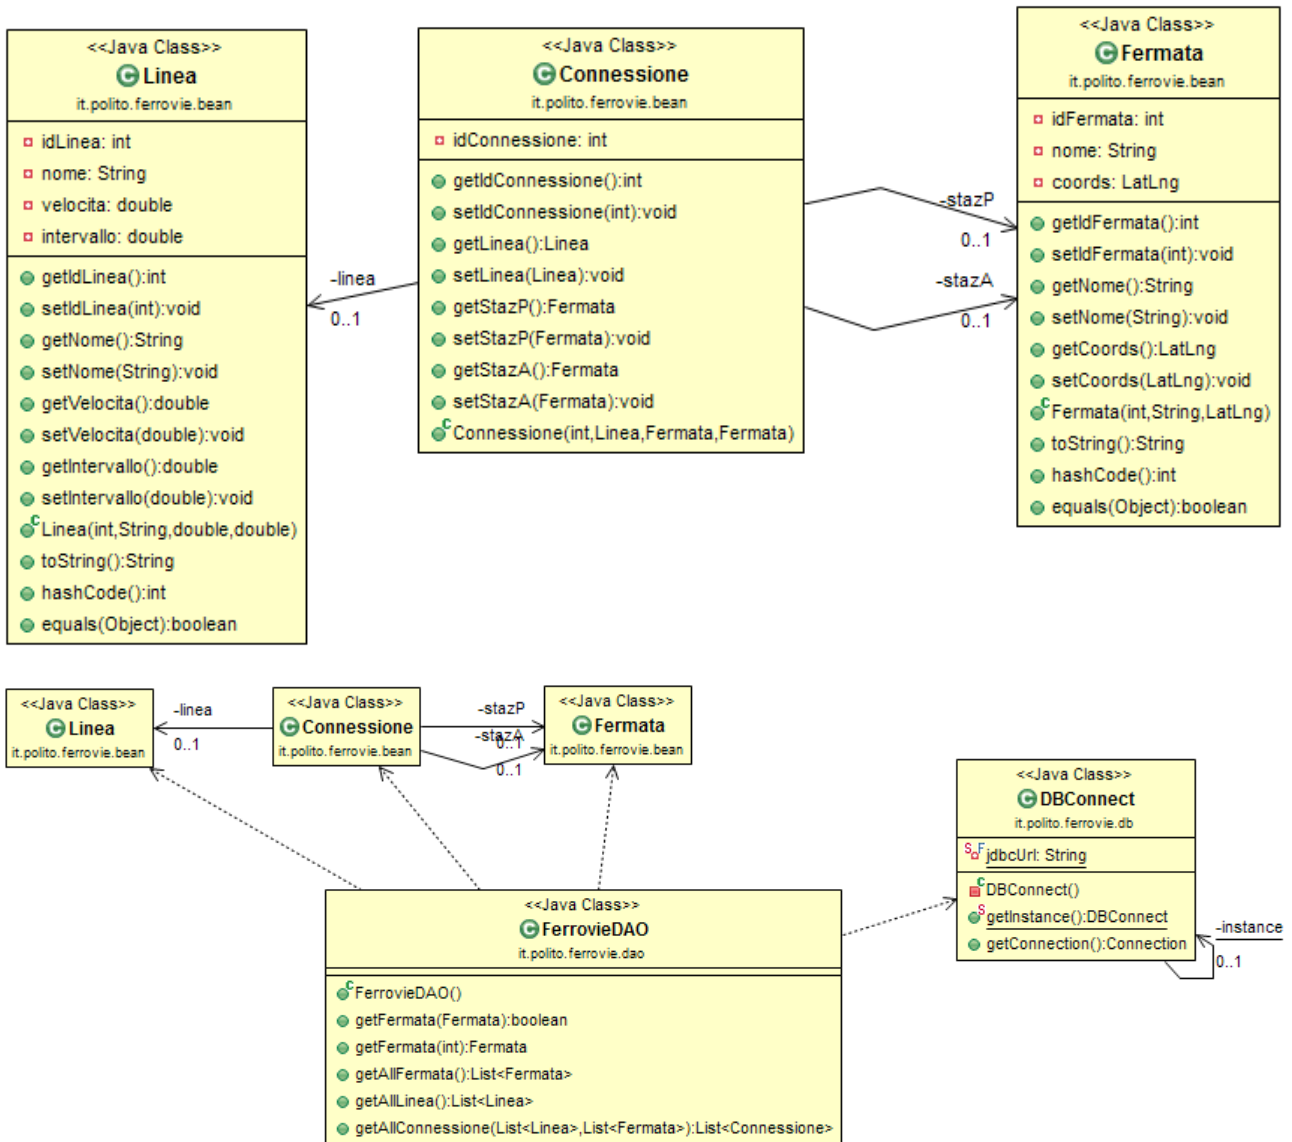 <<Java Class>>
Linea
it.polito.ferrovie.bean
idLinea: int
nome: String
velocita: double
intervallo: double
getIdLinea():int
setIdLinea(int):void
getNome():String
setNome(String):void
getVelocita():double
setVelocita(double):void
getIntervallo():double
setIntervallo(double):void
Linea(int,String,double,double)
toString():String
hashCode():int
equals(Object):boolean
-linea
0..1
<<Java Class>>
Connessione
it.polito.ferrovie.bean
idConnessione: int
getIdConnessione():int
setIdConnessione(int):void
getLinea():Linea
setLinea(Linea):void
getStazP():Fermata
setStazP(Fermata):void
getStazA():Fermata
setStazA(Fermata):void
Connessione(int,Linea,Fermata,Fermata)
-stazP
0..1
-stazA
0..1
<<Java Class>>
Fermata
it.polito.ferrovie.bean
idFermata: int
nome: String
coords: LatLng
getIdFermata():int
setIdFermata(int):void
getNome():String
setNome(String):void
getCoords():LatLng
setCoords(LatLng):void
Fermata(int,String,LatLng)
toString():String
hashCode():int
equals(Object):boolean
<<Java Class>>
Linea
it.polito.ferrovie.bean
-linea
0..1
<<Java Class>>
Connessione
it.polito.ferrovie.bean
-stazP
0..1
-stazA
0..1
<<Java Class>>
Fermata
it.polito.ferrovie.bean
<<Java Class>>
DBConnect
it.polito.ferrovie.db
jdbcUrl: String
DBConnect()
getInstance():DBConnect
getConnection():Connection
-instance
0..1
<<Java Class>>
FerrovieDAO
it.polito.ferrovie.dao
FerrovieDAO()
getFermata(Fermata):boolean
getFermata(int):Fermata
getAllFermata():List<Fermata>
getAllLinea():List<Linea>
getAllConnessione(List<Linea>,List<Fermata>):List<Connessione>